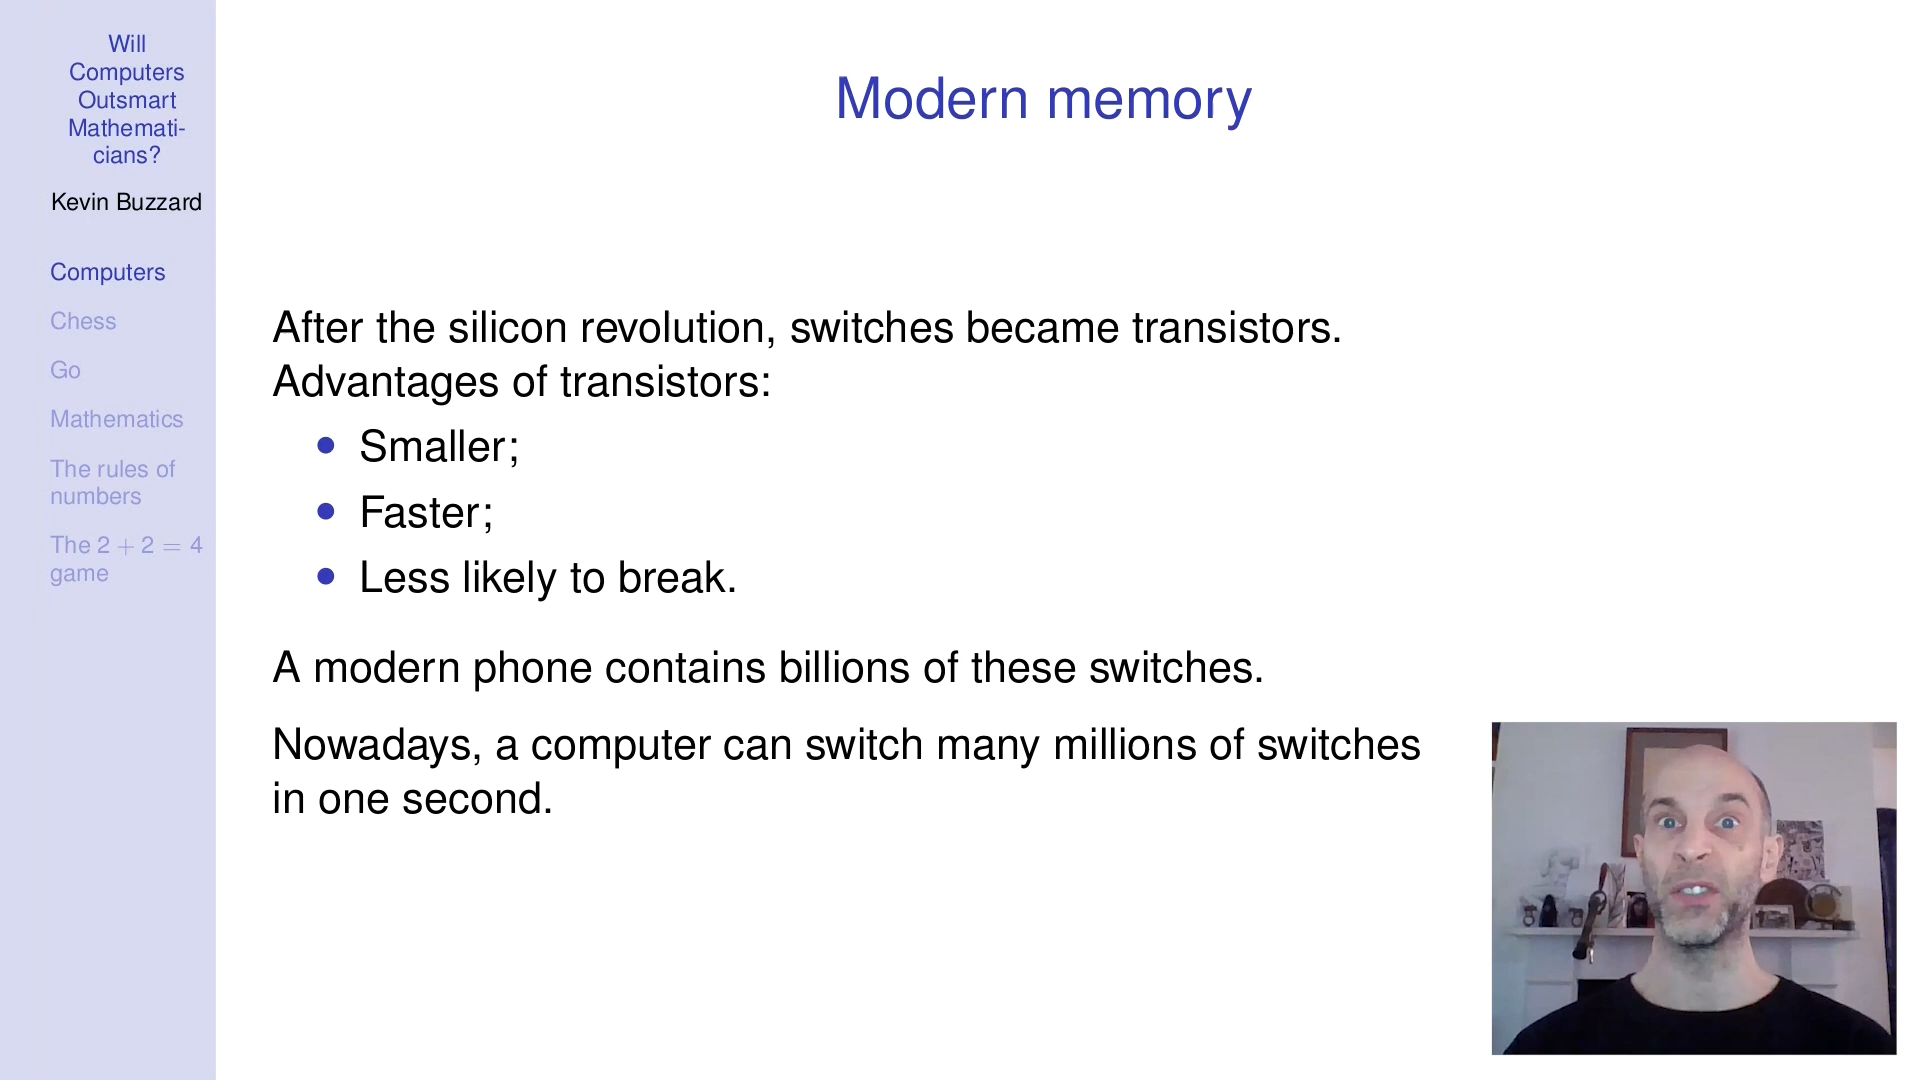 Will
Computers
Outsmart
Mathemati-
cians?
Kevin Buzzard
Computers
Chess
Go
Mathematics
The rules of
numbers
The 2 + 2 = 4
game
Modern memory
After the silicon revolution, switches became transistors.
Advantages of transistors:
• Smaller;
• Faster;
• Less likely to break.
A modern phone contains billions of these switches.
Nowadays, a computer can switch many millions of switches
in one second.